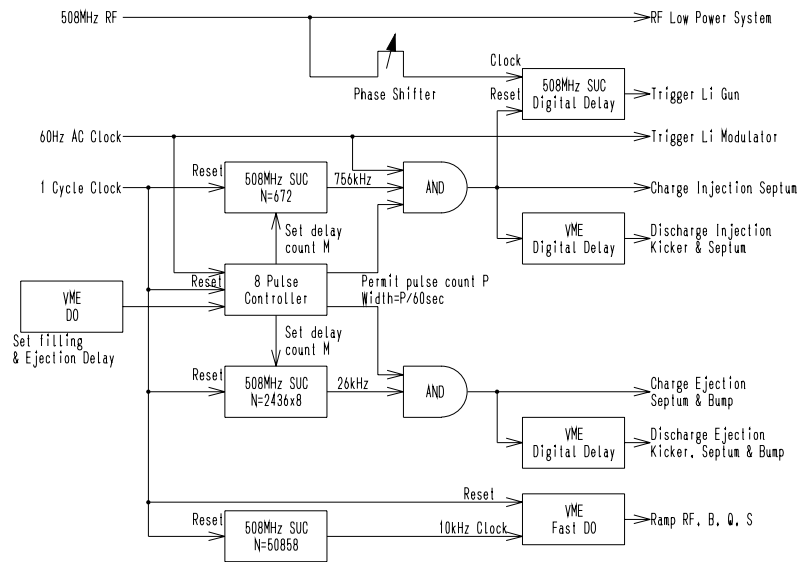 508MHz RF
RF Low Power System
Phase Shifter
Clock
Reset
508MHz SUC
Digital Delay
Trigger Li Gun
60Hz AC Clock
Trigger Li Modulator
1 Cycle Clock
Reset
508MHz SUC
N=672
756kHz
AND
Charge Injection Septum
Set delay
count M
VME
Digital Delay
Discharge Injection
Kicker & Septum
VME
DO
Set filling
& Ejection Delay
Reset
8 Pulse
Controller
Permit pulse count P
Width=P/60sec
Set delay
count M
Reset
508MHz SUC
N=2436x8
26kHz
AND
Charge Ejection
Septum & Bump
VME
Digital Delay
Discharge Ejection
Kicker, Septum & Bump
Reset
Reset
508MHz SUC
N=50858
10kHz Clock
VME
Fast DO
Ramp RF, B, Q, S